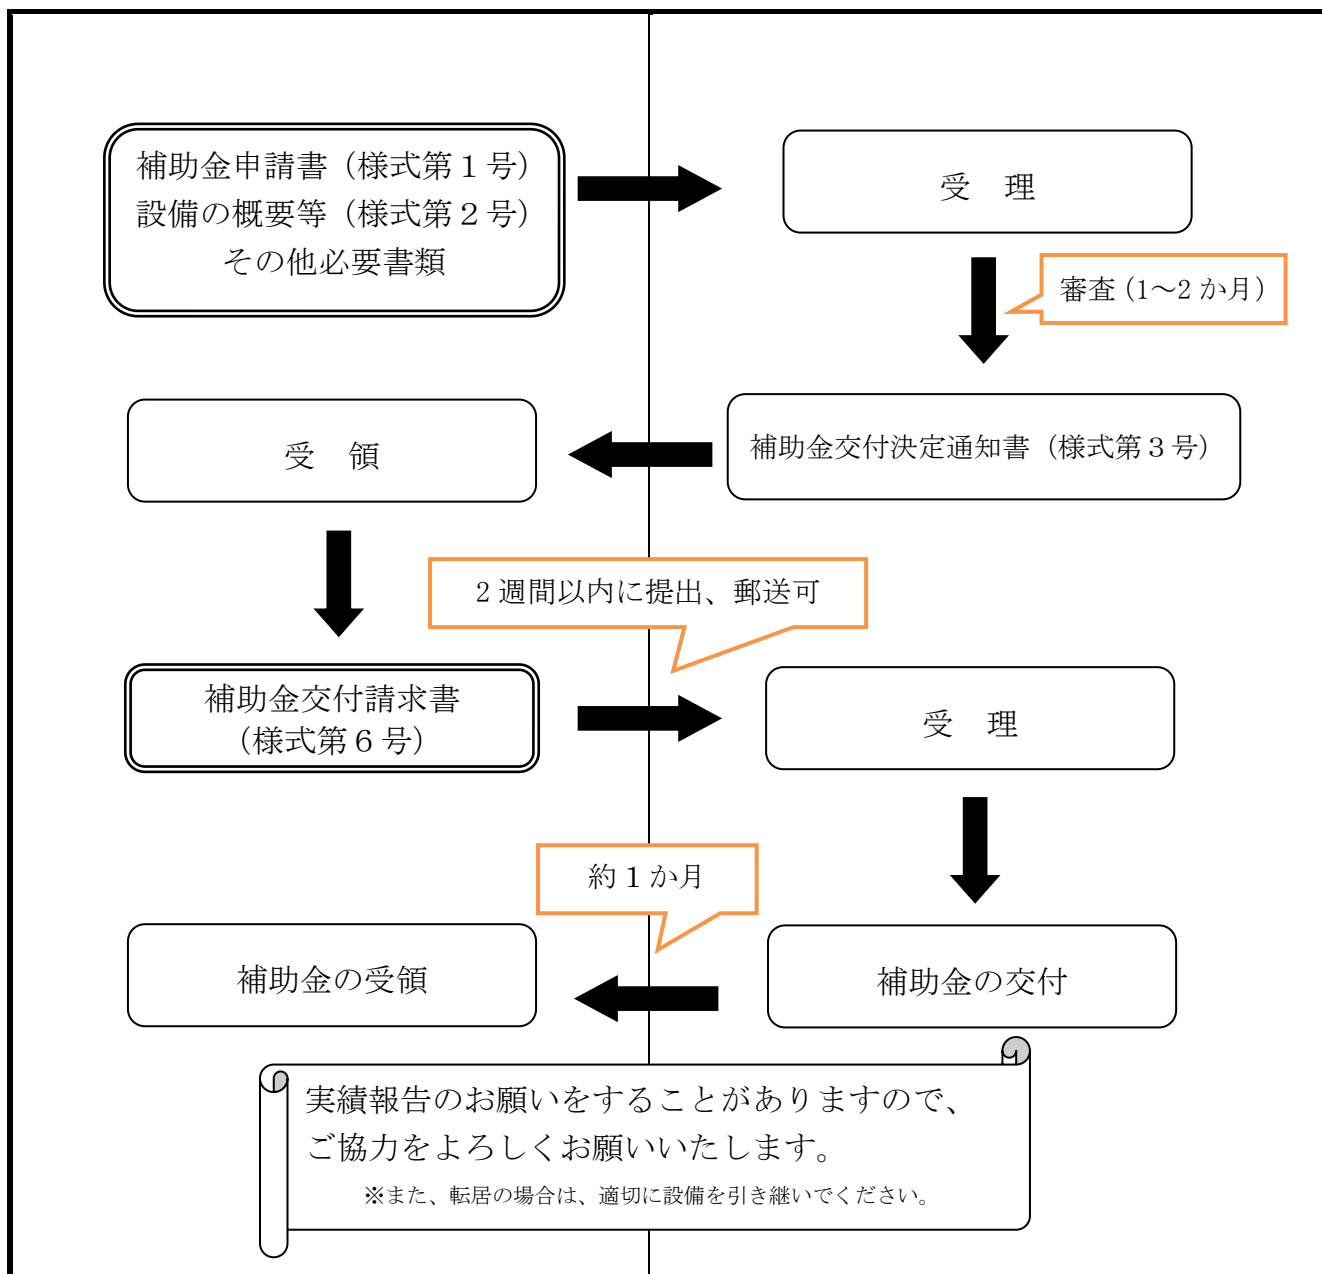 補助金申請書（様式第１号）
設備の概要等（様式第２号）
その他必要書類
受　理
審査（1～2 か月）
補助金交付決定通知書（様式第３号）
受　領
2 週間以内に提出、郵送可
補助金交付請求書
（様式第６号）
受　理
約 1 か月
補助金の交付
補助金の受領
実績報告のお願いをすることがありますので、
ご協力をよろしくお願いいたします。
※また、転居の場合は、適切に設備を引き継いでください。